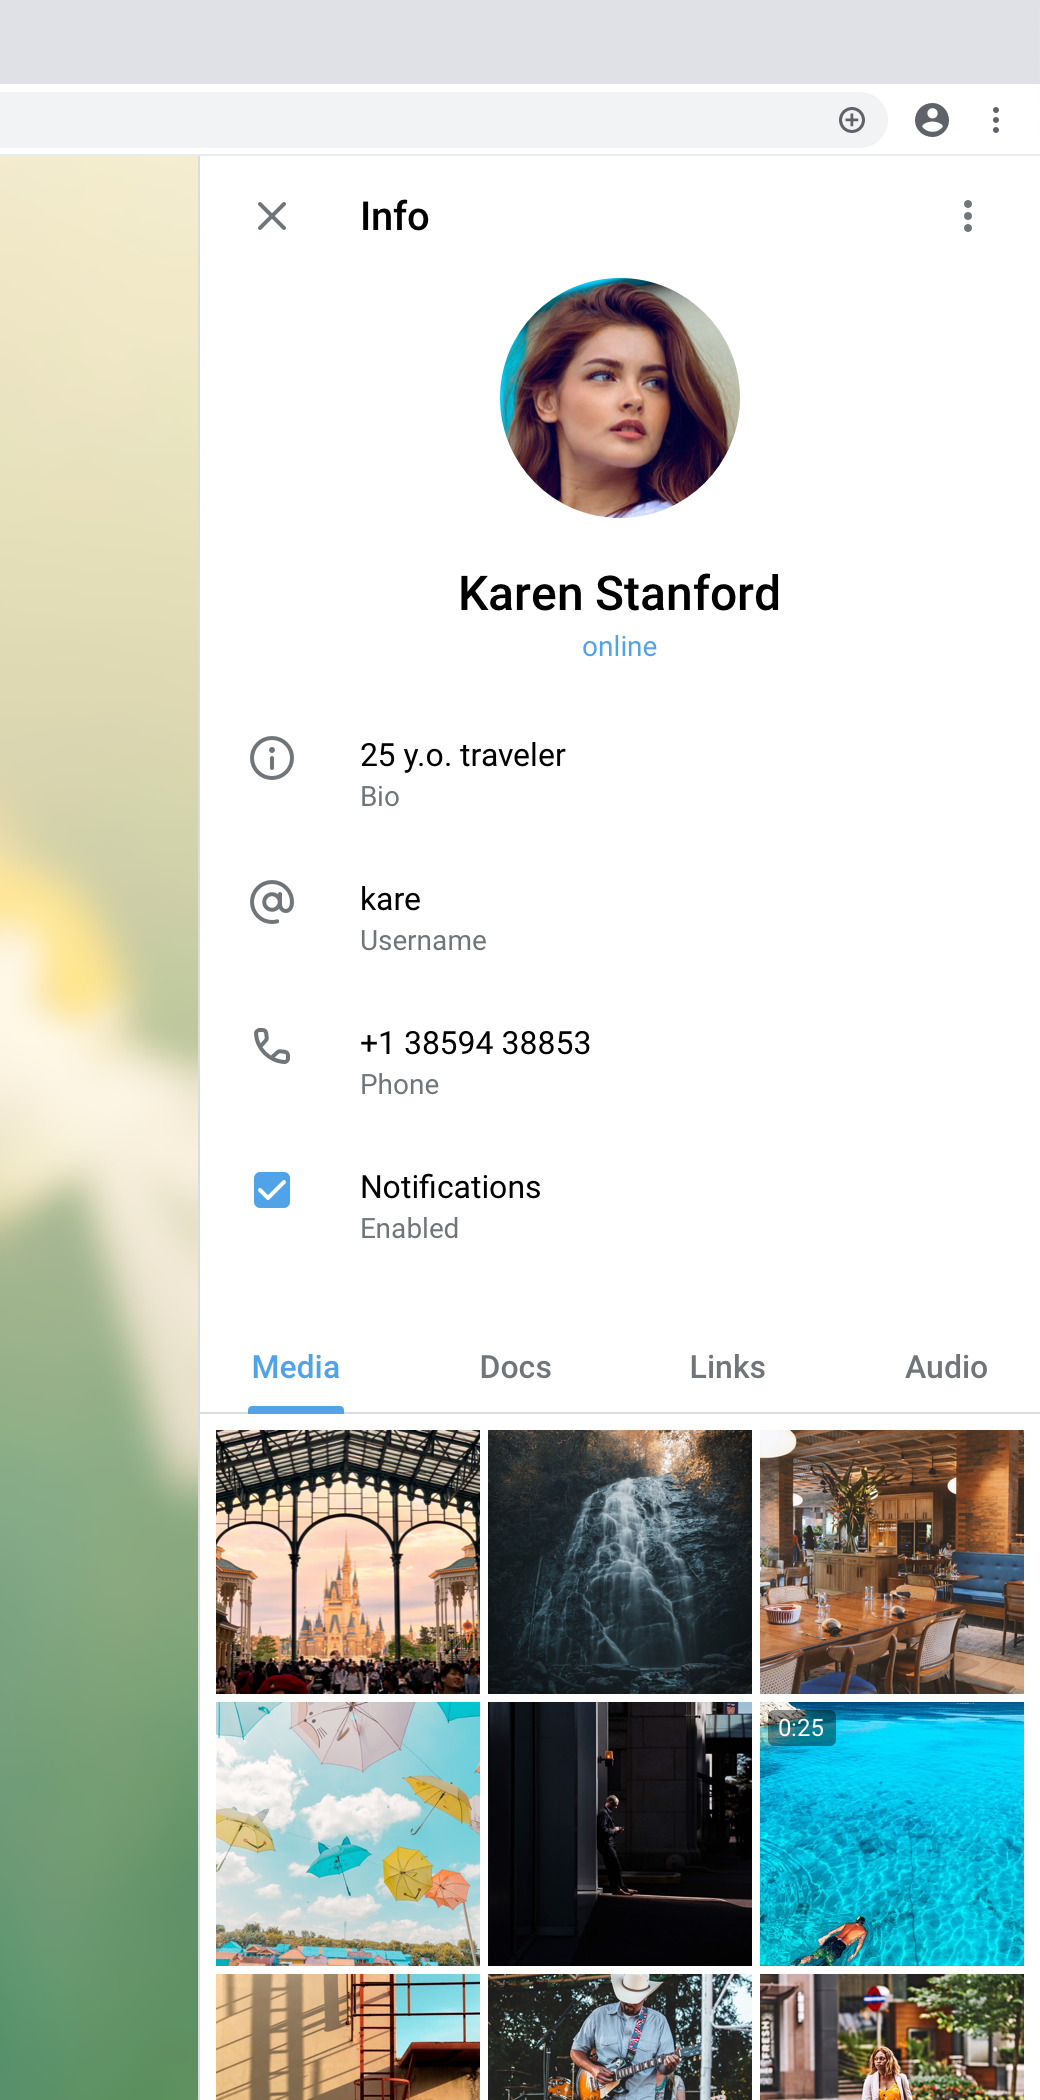 Info
Karen Stanford
online
25 y.o. traveler
Bio
kare
Username
+1 38594 38853
Phone
Notifications
Enabled
Media Docs Links Audio
0:25